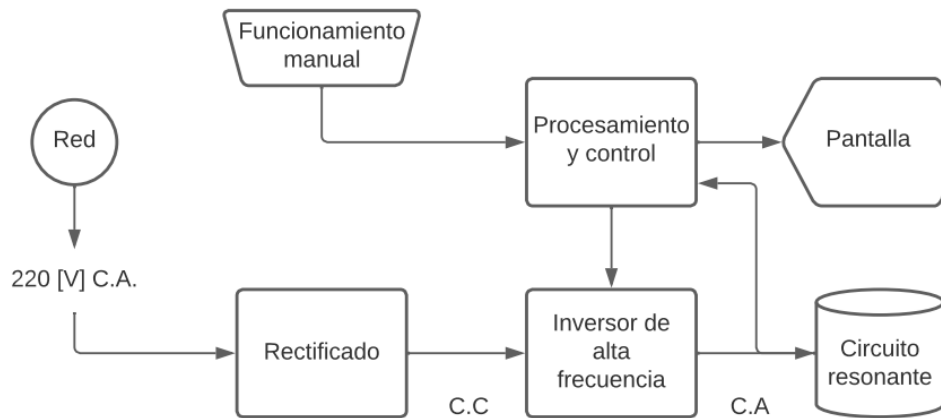 Funcionamiento
manual
Red
Procesamiento
y control
Pantalla
220 [V] C.A.
Rectificado
Inversor de
alta
frecuencia
Circuito
resonante
C.C
C.A